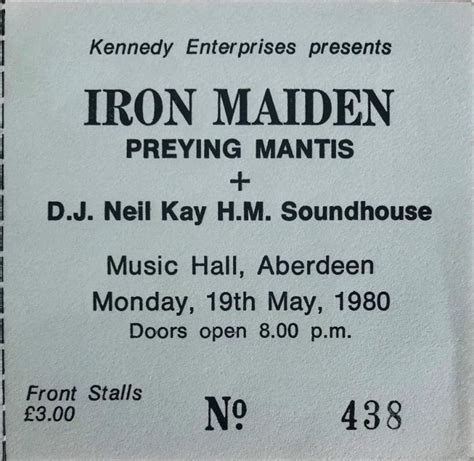 Kennedy Enterprises presents
IRON MAIDEN
PREYING MANTIS
+
D.J. Neil Kay H.M. Soundhouse
Music Hall, Aberdeen
Monday, 19th May, 1980
Doors open 8.00 p.m.
Front Stalls
£3.00
Nº 438